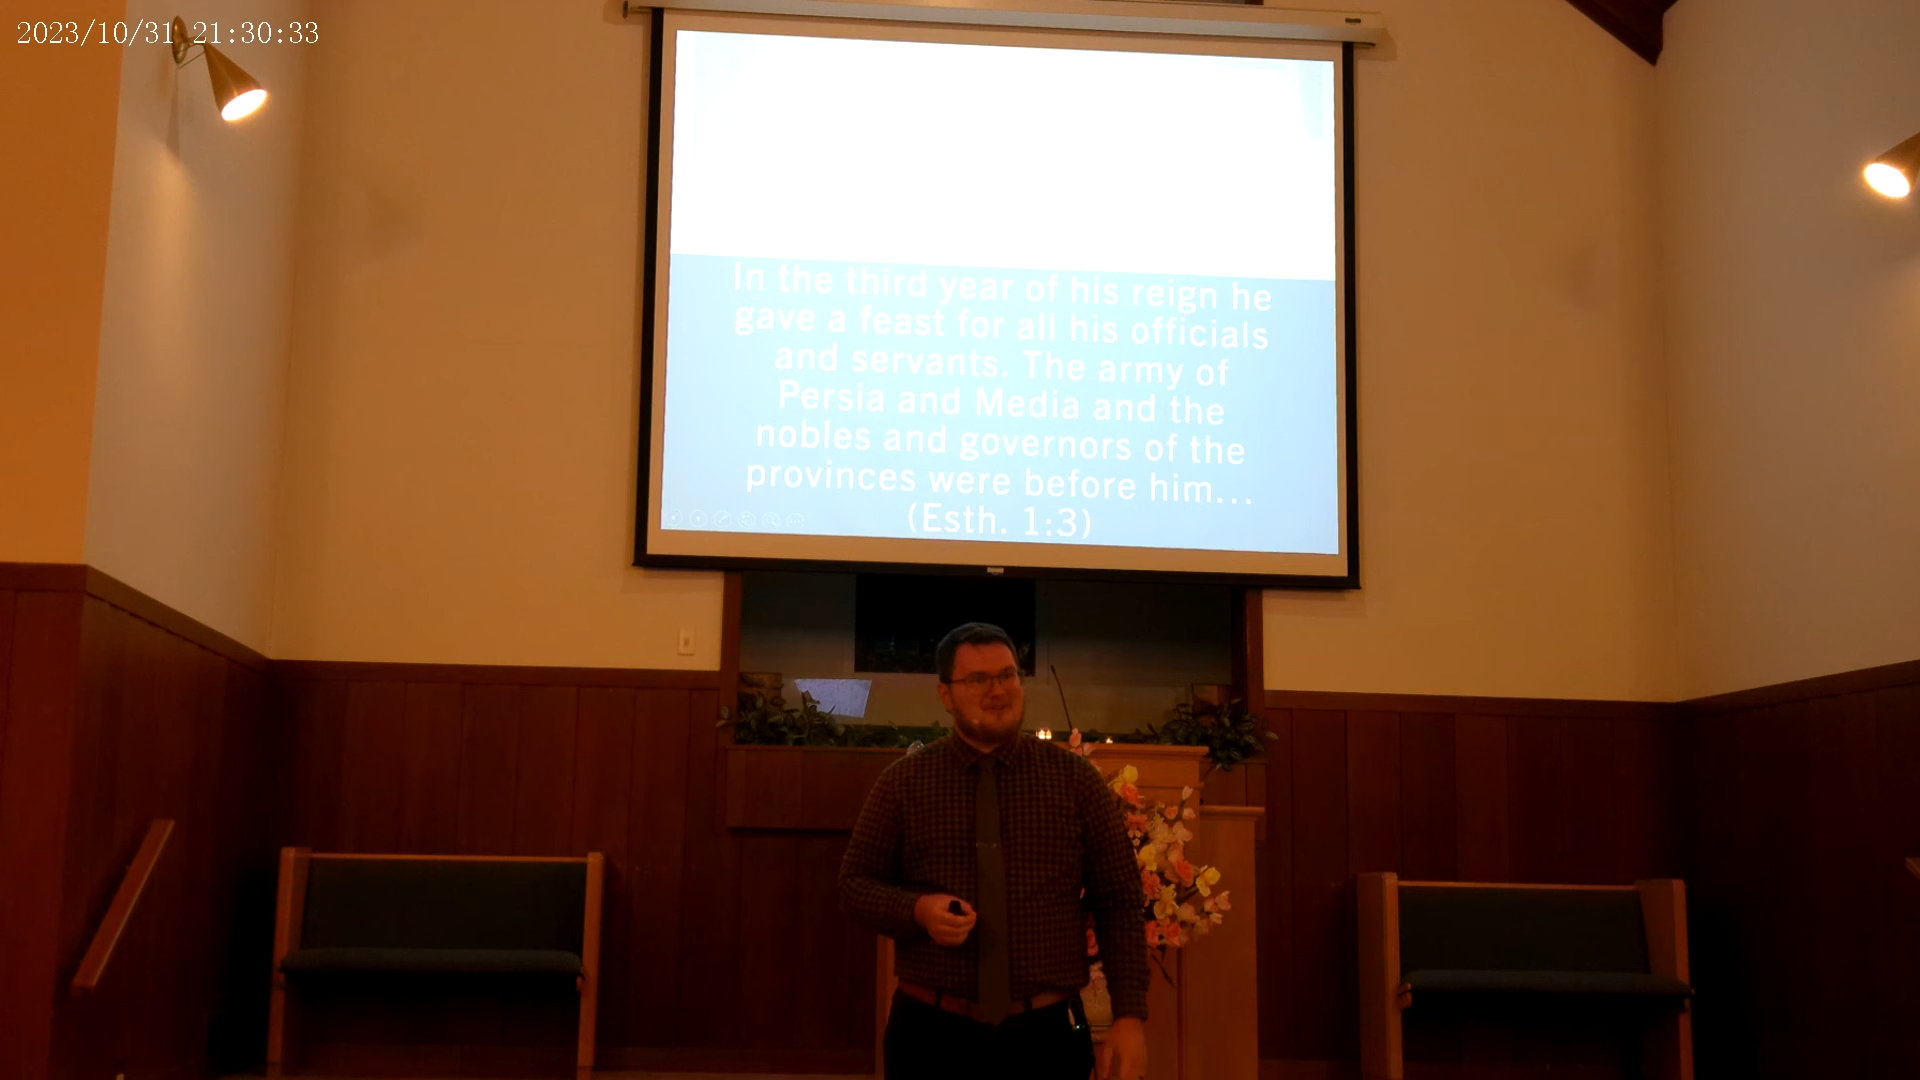 2023/10/31 21:30:33
In the third year of his reign he
gave a feast for all his officials
and servants. The army of
Persia and Media and the
nobles and governors of the
provinces were before him...
(Esth. 1:3)